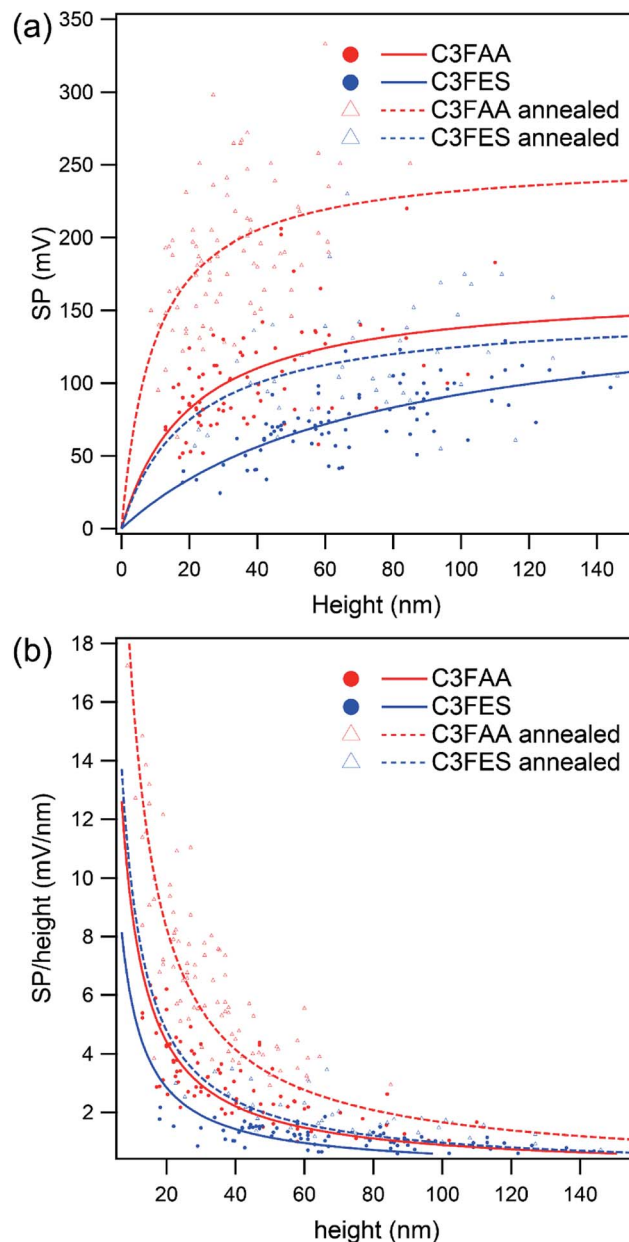 (a)
350
300
250
200
150
100
50
0
SP (mV)
C3FAA
C3FES
C3FAA annealed
C3FES annealed
0 20 40 60 80 100 120 140
Height (nm)
(b)
18
16
14
12
10
8
6
4
2
SP/height (mV/nm)
C3FAA
C3FES
C3FAA annealed
C3FES annealed
20 40 60 80 100 120 140
height (nm)